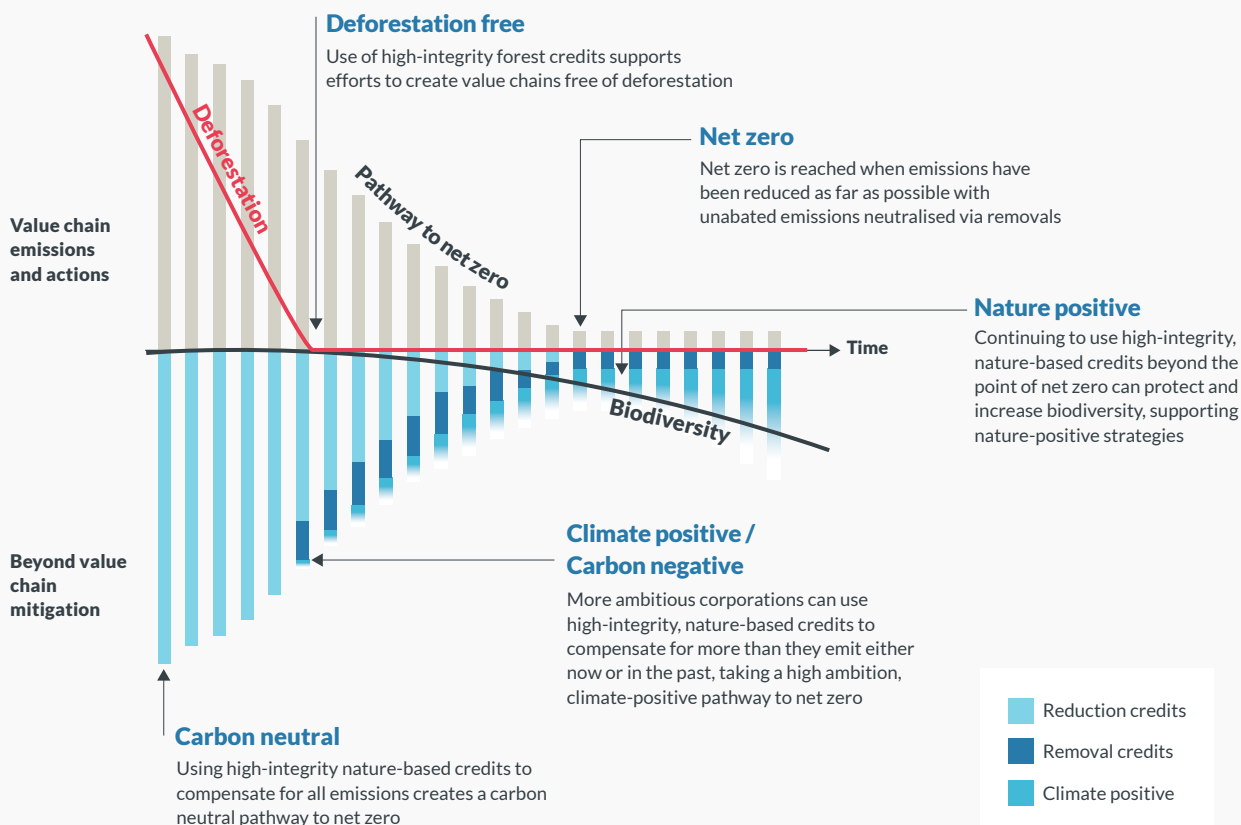 Deforestation free
Use of high-integrity forest credits supports
efforts to create value chains free of deforestation
Deforestation
Pathway to net zero
Net zero
Net zero is reached when emissions have
been reduced as far as possible with
unabated emissions neutralised via removals
Value chain
emissions
and actions
Nature positive
Continuing to use high-integrity,
nature-based credits beyond the
point of net zero can protect and
increase biodiversity, supporting
nature-positive strategies
Time
Biodiversity
Beyond value
chain
mitigation
Climate positive /
Carbon negative
More ambitious corporations can use
high-integrity, nature-based credits to
compensate for more than they emit either
now or in the past, taking a high ambition,
climate-positive pathway to net zero
Carbon neutral
Using high-integrity nature-based credits to
compensate for all emissions creates a carbon
neutral pathway to net zero
Reduction credits
Removal credits
Climate positive